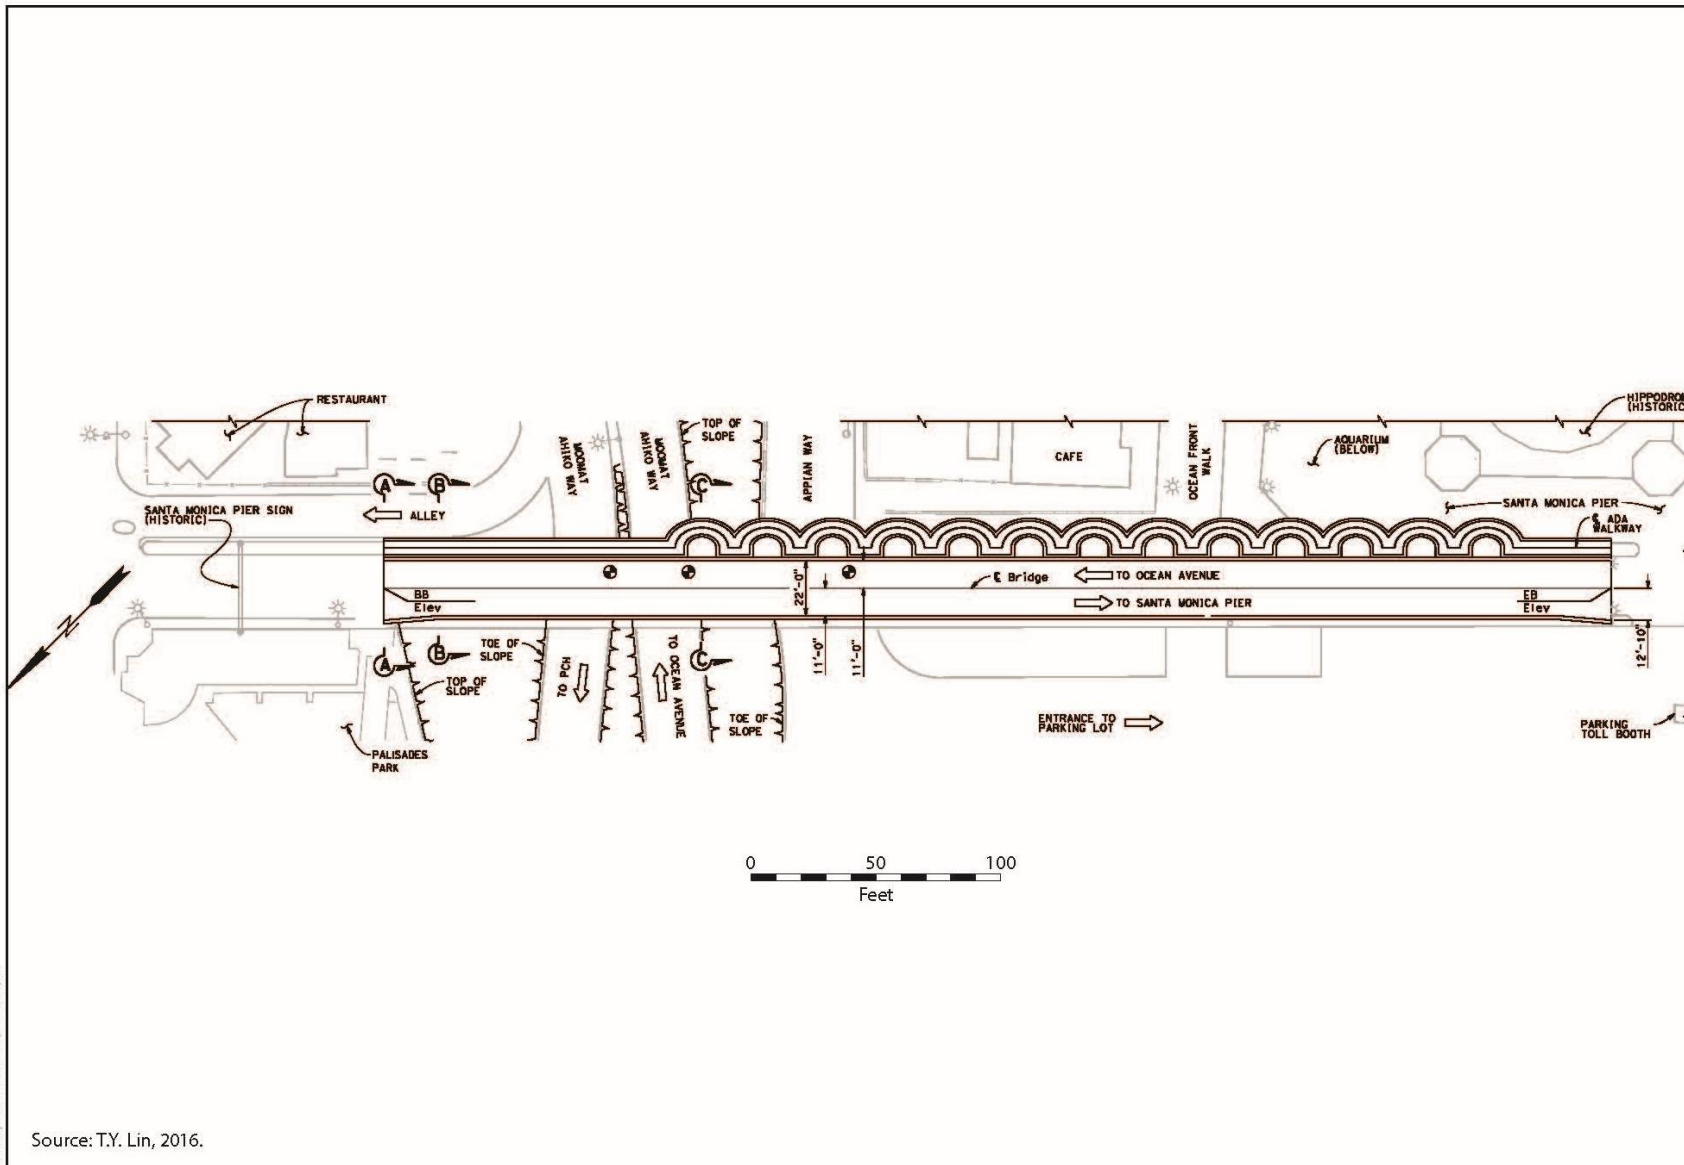 RESTAURANT
TOP OF
SLOPE
MOOMAT
AHIKO WAY
MOOMAT
AHIKO WAY
APPIAN WAY
CAFE
OCEAN FRONT
WALK
AQUARIUM
(BELOW)
(HISTORIC
A
B
C
ALLEY
SANTA MONICA PIER SIGN
(HISTORIC)
SANTA MONICA PIER
℄ ADA
WALKWAY
N
22'-0"
℄ Bridge
TO OCEAN AVENUE
TO SANTA MONICA PIER
BB
Elev
EB
Elev
11'-0"
11'-0"
12'-10"
A
B
C
TOE OF
SLOPE
TOP OF
SLOPE
TO PCH
TO OCEAN AVENUE
TOE OF
SLOPE
ENTRANCE TO
PARKING LOT
PARKING
TOLL BOOTH
PALISADES
PARK
0 50 100
Feet
Source: T.Y. Lin, 2016.